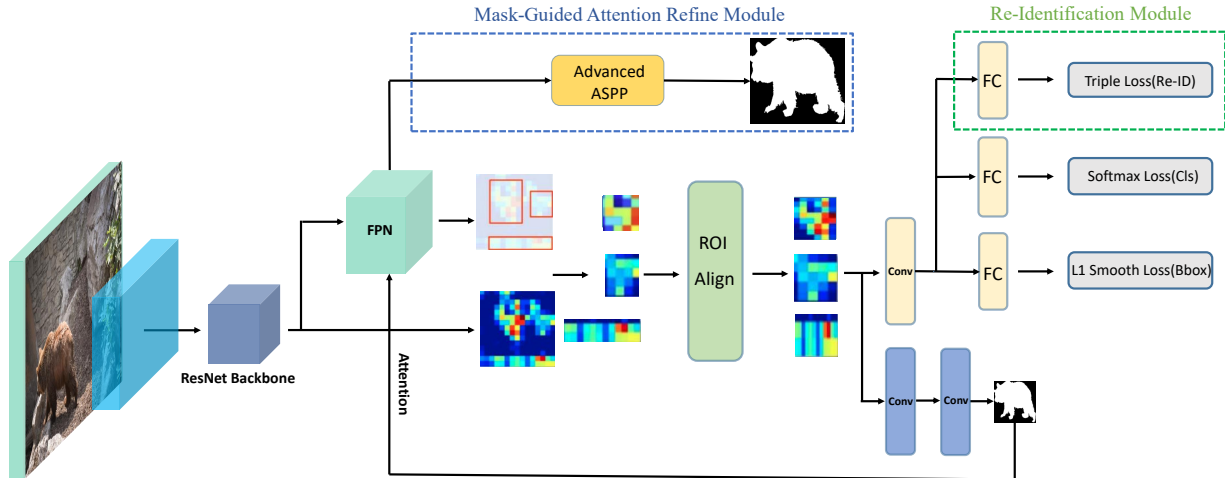 Mask-Guided Attention Refine Module
Re-Identification Module
Advanced
ASPP
FC
Triple Loss(Re-ID)
FPN
FC
Softmax Loss(Cls)
ROI
Align
Conv
FC
L1 Smooth Loss(Bbox)
ResNet Backbone
Attention
Conv
Conv